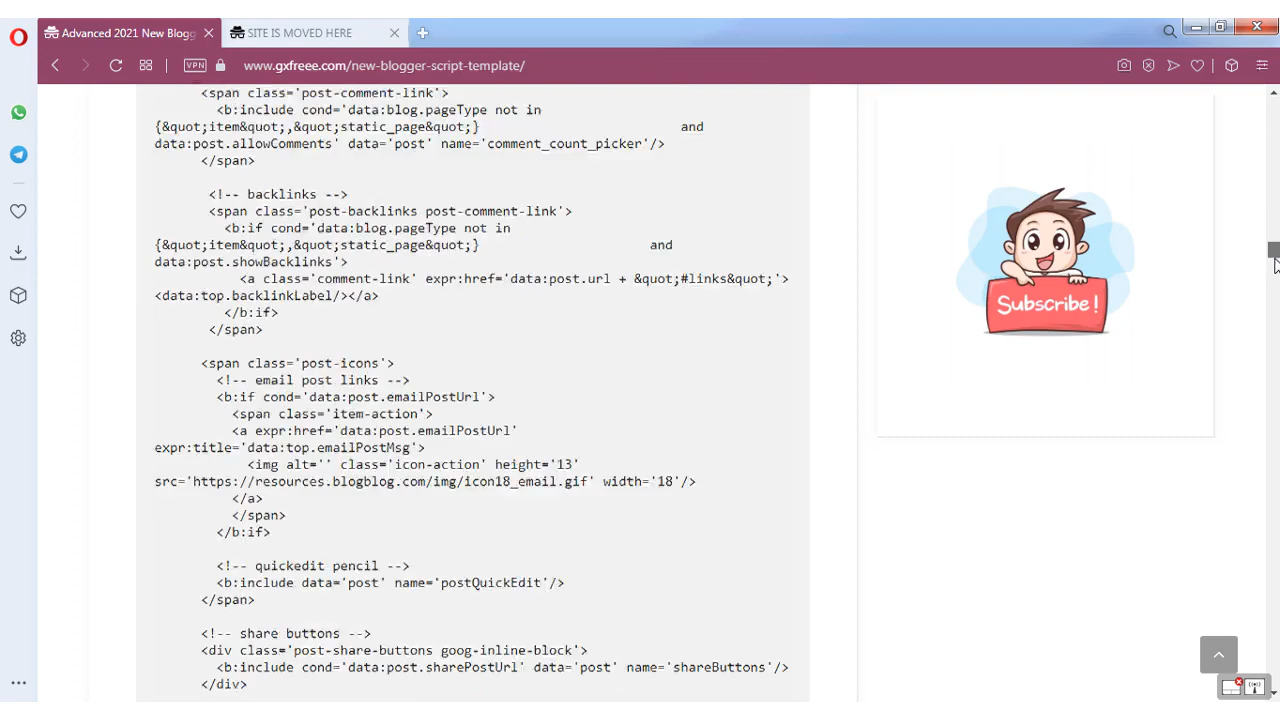 Advanced 2021 New Blogg
SITE IS MOVED HERE
VPN
www.gxfreee.com/new-blogger-script-template/
<span class='post-comment-link'>
<b:include cond='data:blog.pageType not in
{&quot;item&quot;,&quot;static_page&quot;} and
data:post.allowComments' data='post' name='comment_count_picker'/>
</span>
<!-- backlinks -->
<span class='post-backlinks post-comment-link'>
<b:if cond='data:blog.pageType not in
{&quot;item&quot;,&quot;static_page&quot;} and
data:post.showBacklinks'>
<a class='comment-link' expr:href='data:post.url + &quot;#links&quot;'>
<data:top.backlinkLabel/></a>
</b:if>
</span>
<span class='post-icons'>
<!-- email post links -->
<b:if cond='data:post.emailPostUrl'>
<span class='item-action'>
<a expr:href='data:post.emailPostUrl'
expr:title='data:top.emailPostMsg'>
<img alt='' class='icon-action' height='13'
src='https://resources.blogblog.com/img/icon18_email.gif' width='18'/>
</a>
</span>
</b:if>
<!-- quickedit pencil -->
<b:include data='post' name='postQuickEdit'/>
</span>
<!-- share buttons -->
<div class='post-share-buttons goog-inline-block'>
<b:include cond='data:post.sharePostUrl' data='post' name='shareButtons'/>
</div>
Subscribe !